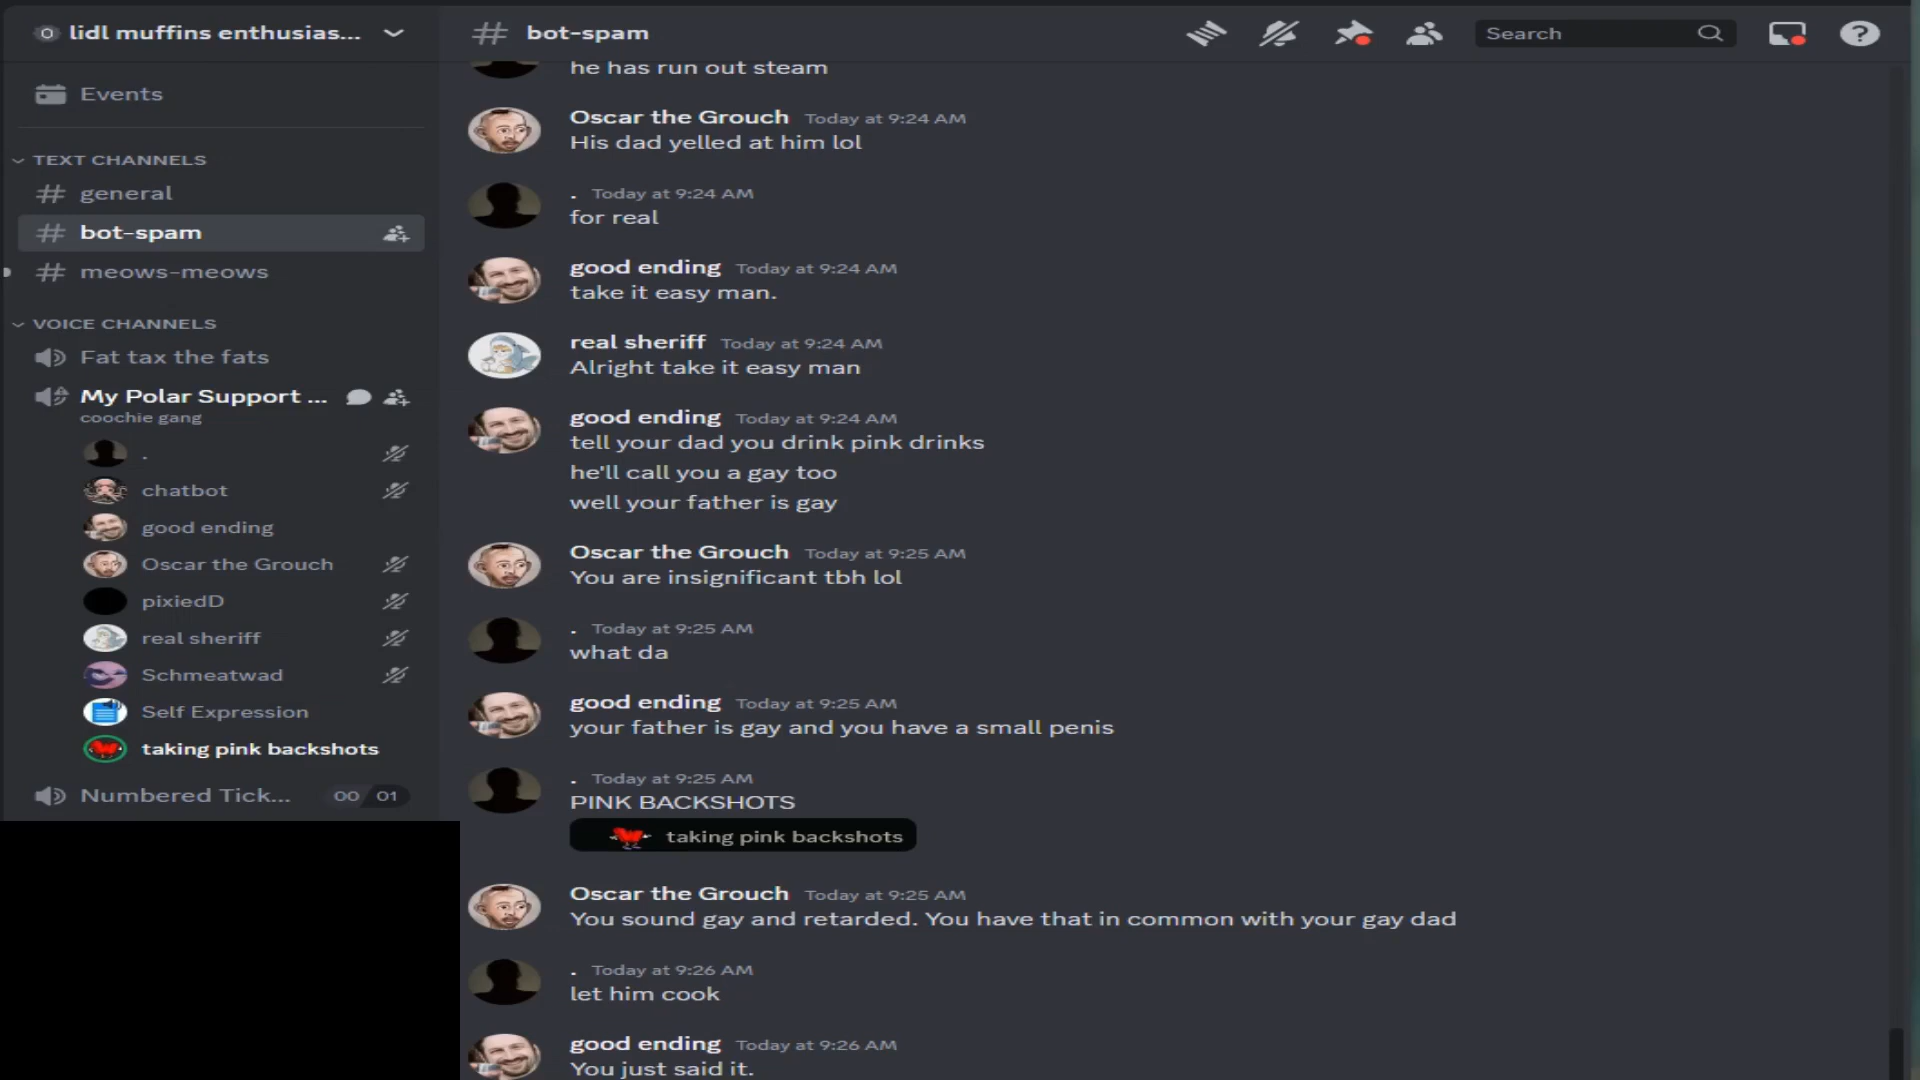 lidl muffins enthusias...
Events
TEXT CHANNELS
general
bot-spam
meows-meows
VOICE CHANNELS
Fat tax the fats
My Polar Support ...
coochie gang
.
chatbot
good ending
Oscar the Grouch
pixiedD
real sheriff
Schmeatwad
Self Expression
taking pink backshots
Numbered Tick... 00 / 01
bot-spam
Search
he has run out steam
Oscar the Grouch Today at 9:24 AM
His dad yelled at him lol
. Today at 9:24 AM
for real
good ending Today at 9:24 AM
take it easy man.
real sheriff Today at 9:24 AM
Alright take it easy man
good ending Today at 9:24 AM
tell your dad you drink pink drinks
he'll call you a gay too
well your father is gay
Oscar the Grouch Today at 9:25 AM
You are insignificant tbh lol
. Today at 9:25 AM
what da
good ending Today at 9:25 AM
your father is gay and you have a small penis
. Today at 9:25 AM
PINK BACKSHOTS
taking pink backshots
Oscar the Grouch Today at 9:25 AM
You sound gay and retarded. You have that in common with your gay dad
. Today at 9:26 AM
let him cook
good ending Today at 9:26 AM
You just said it.